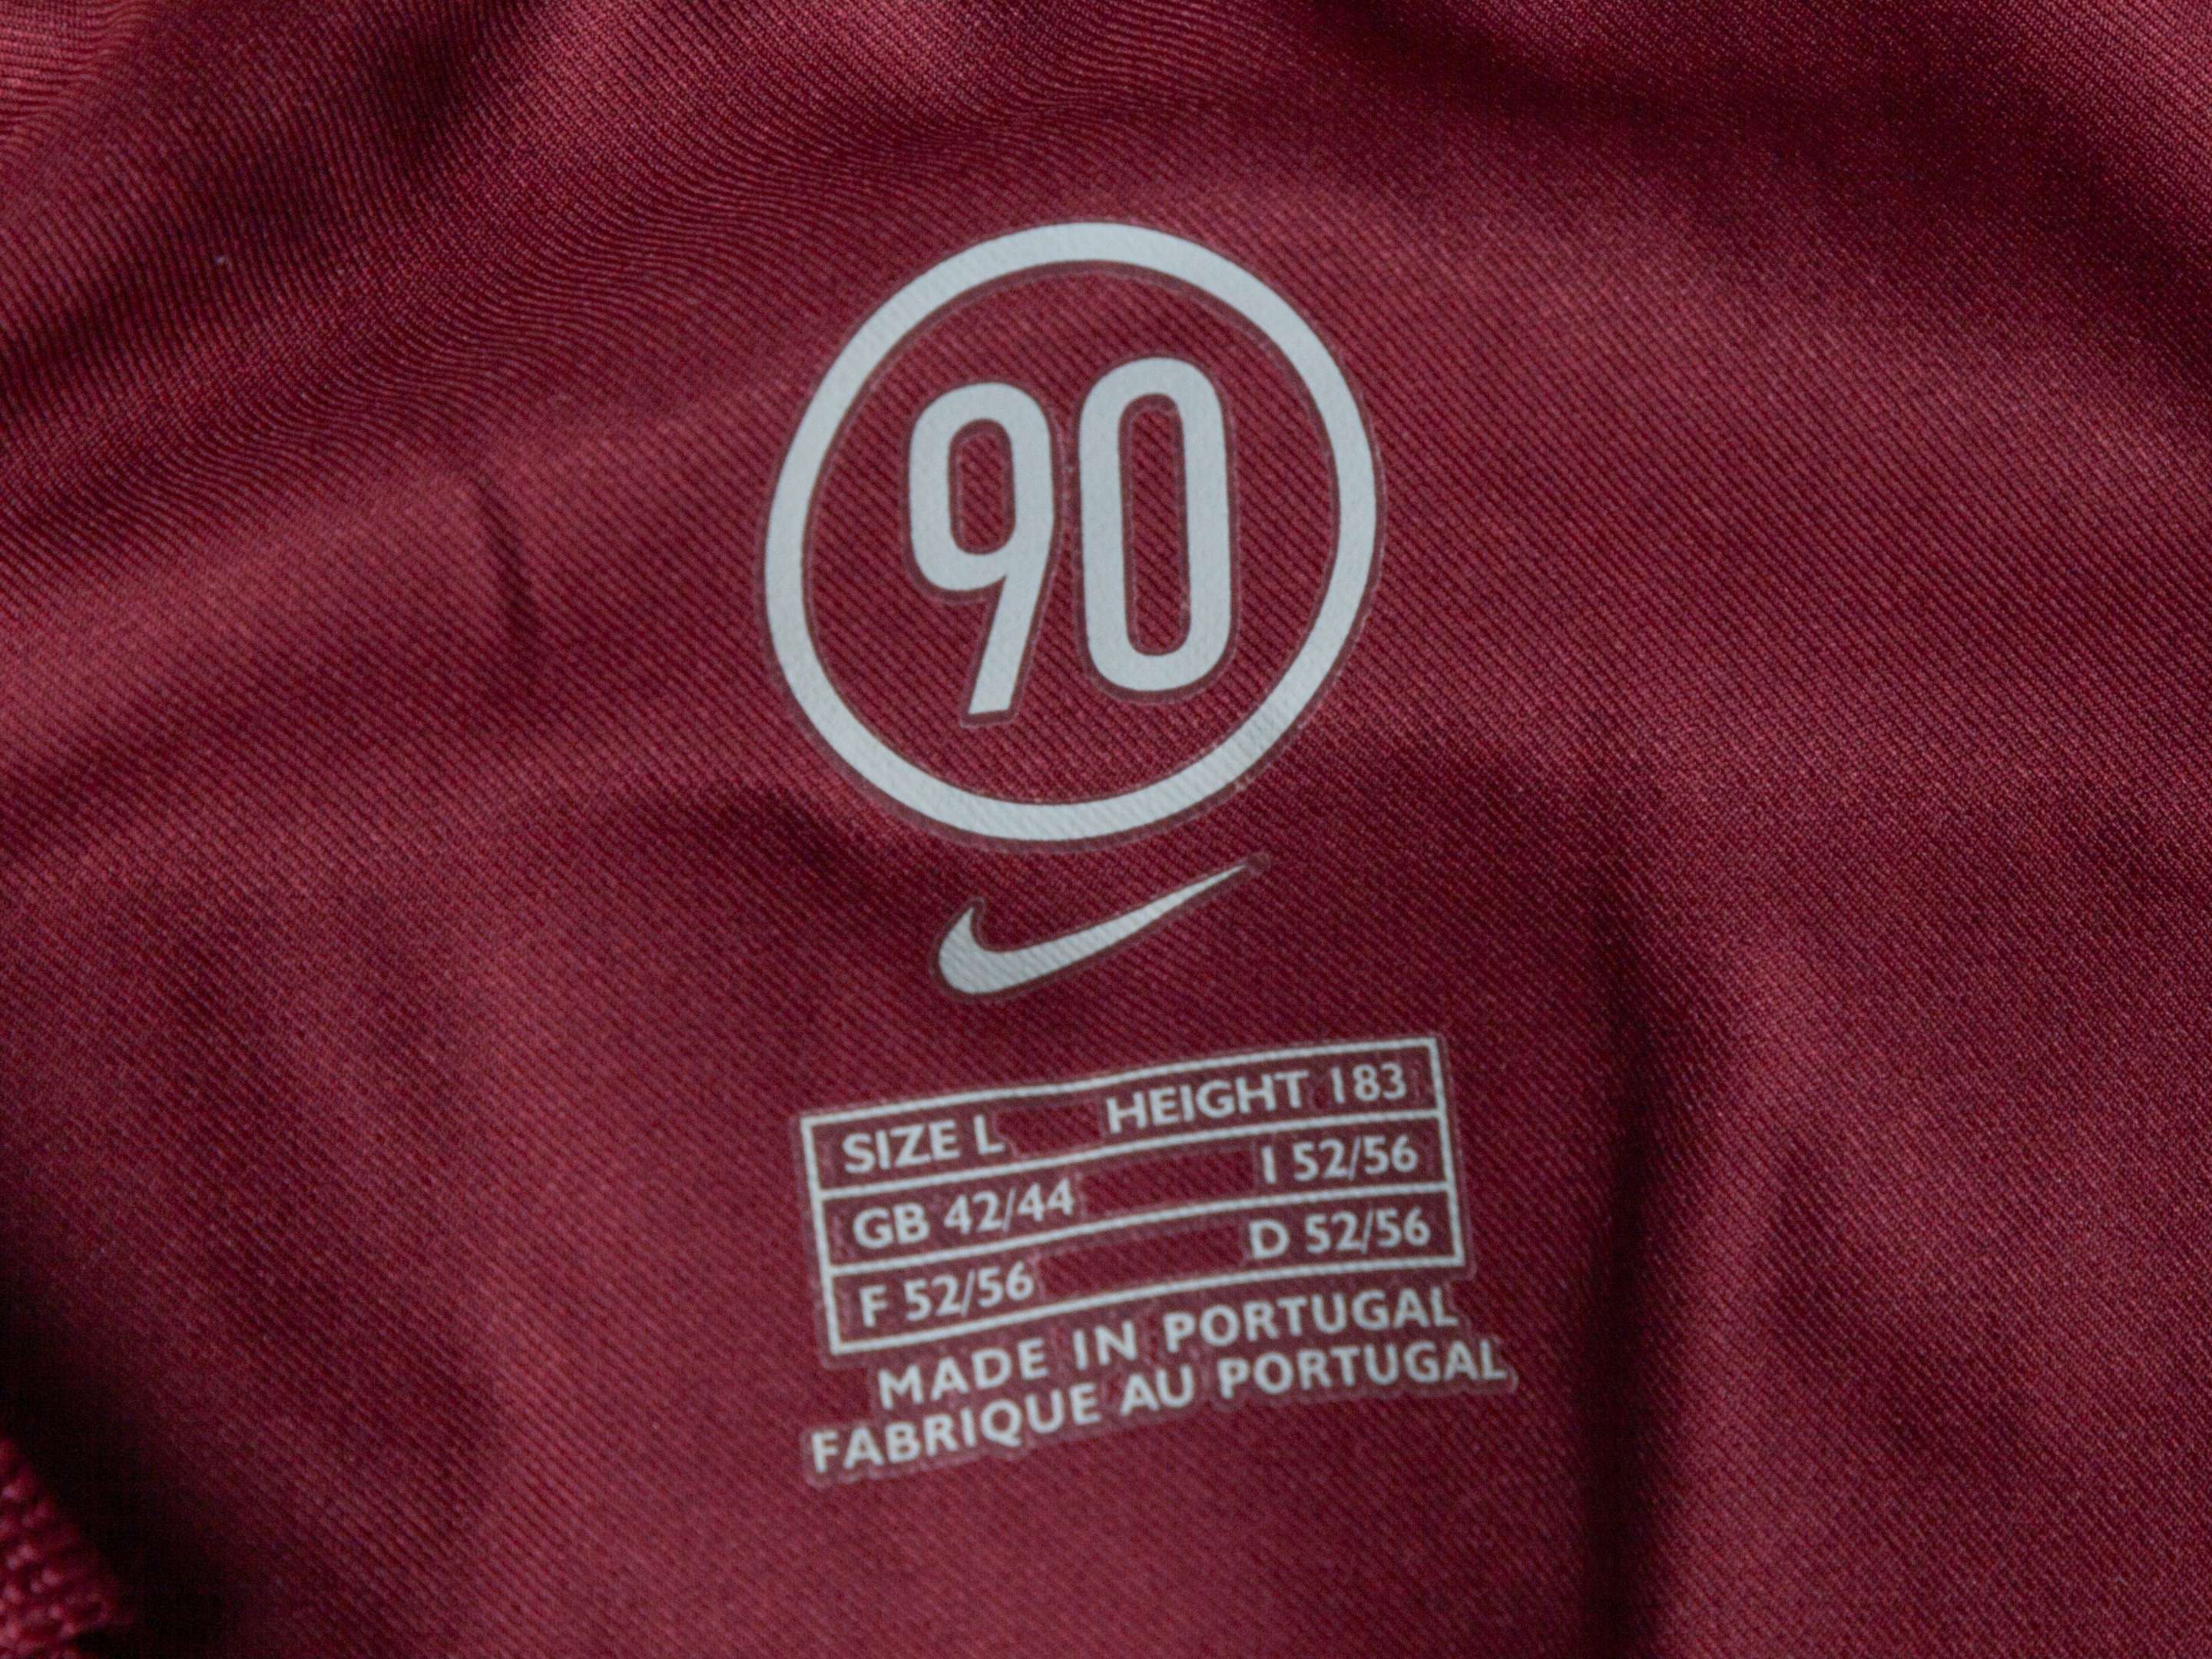 90
SIZE L HEIGHT 183
GB 42/44 I 52/56
F 52/56 D 52/56
MADE IN PORTUGAL
FABRIQUE AU PORTUGAL